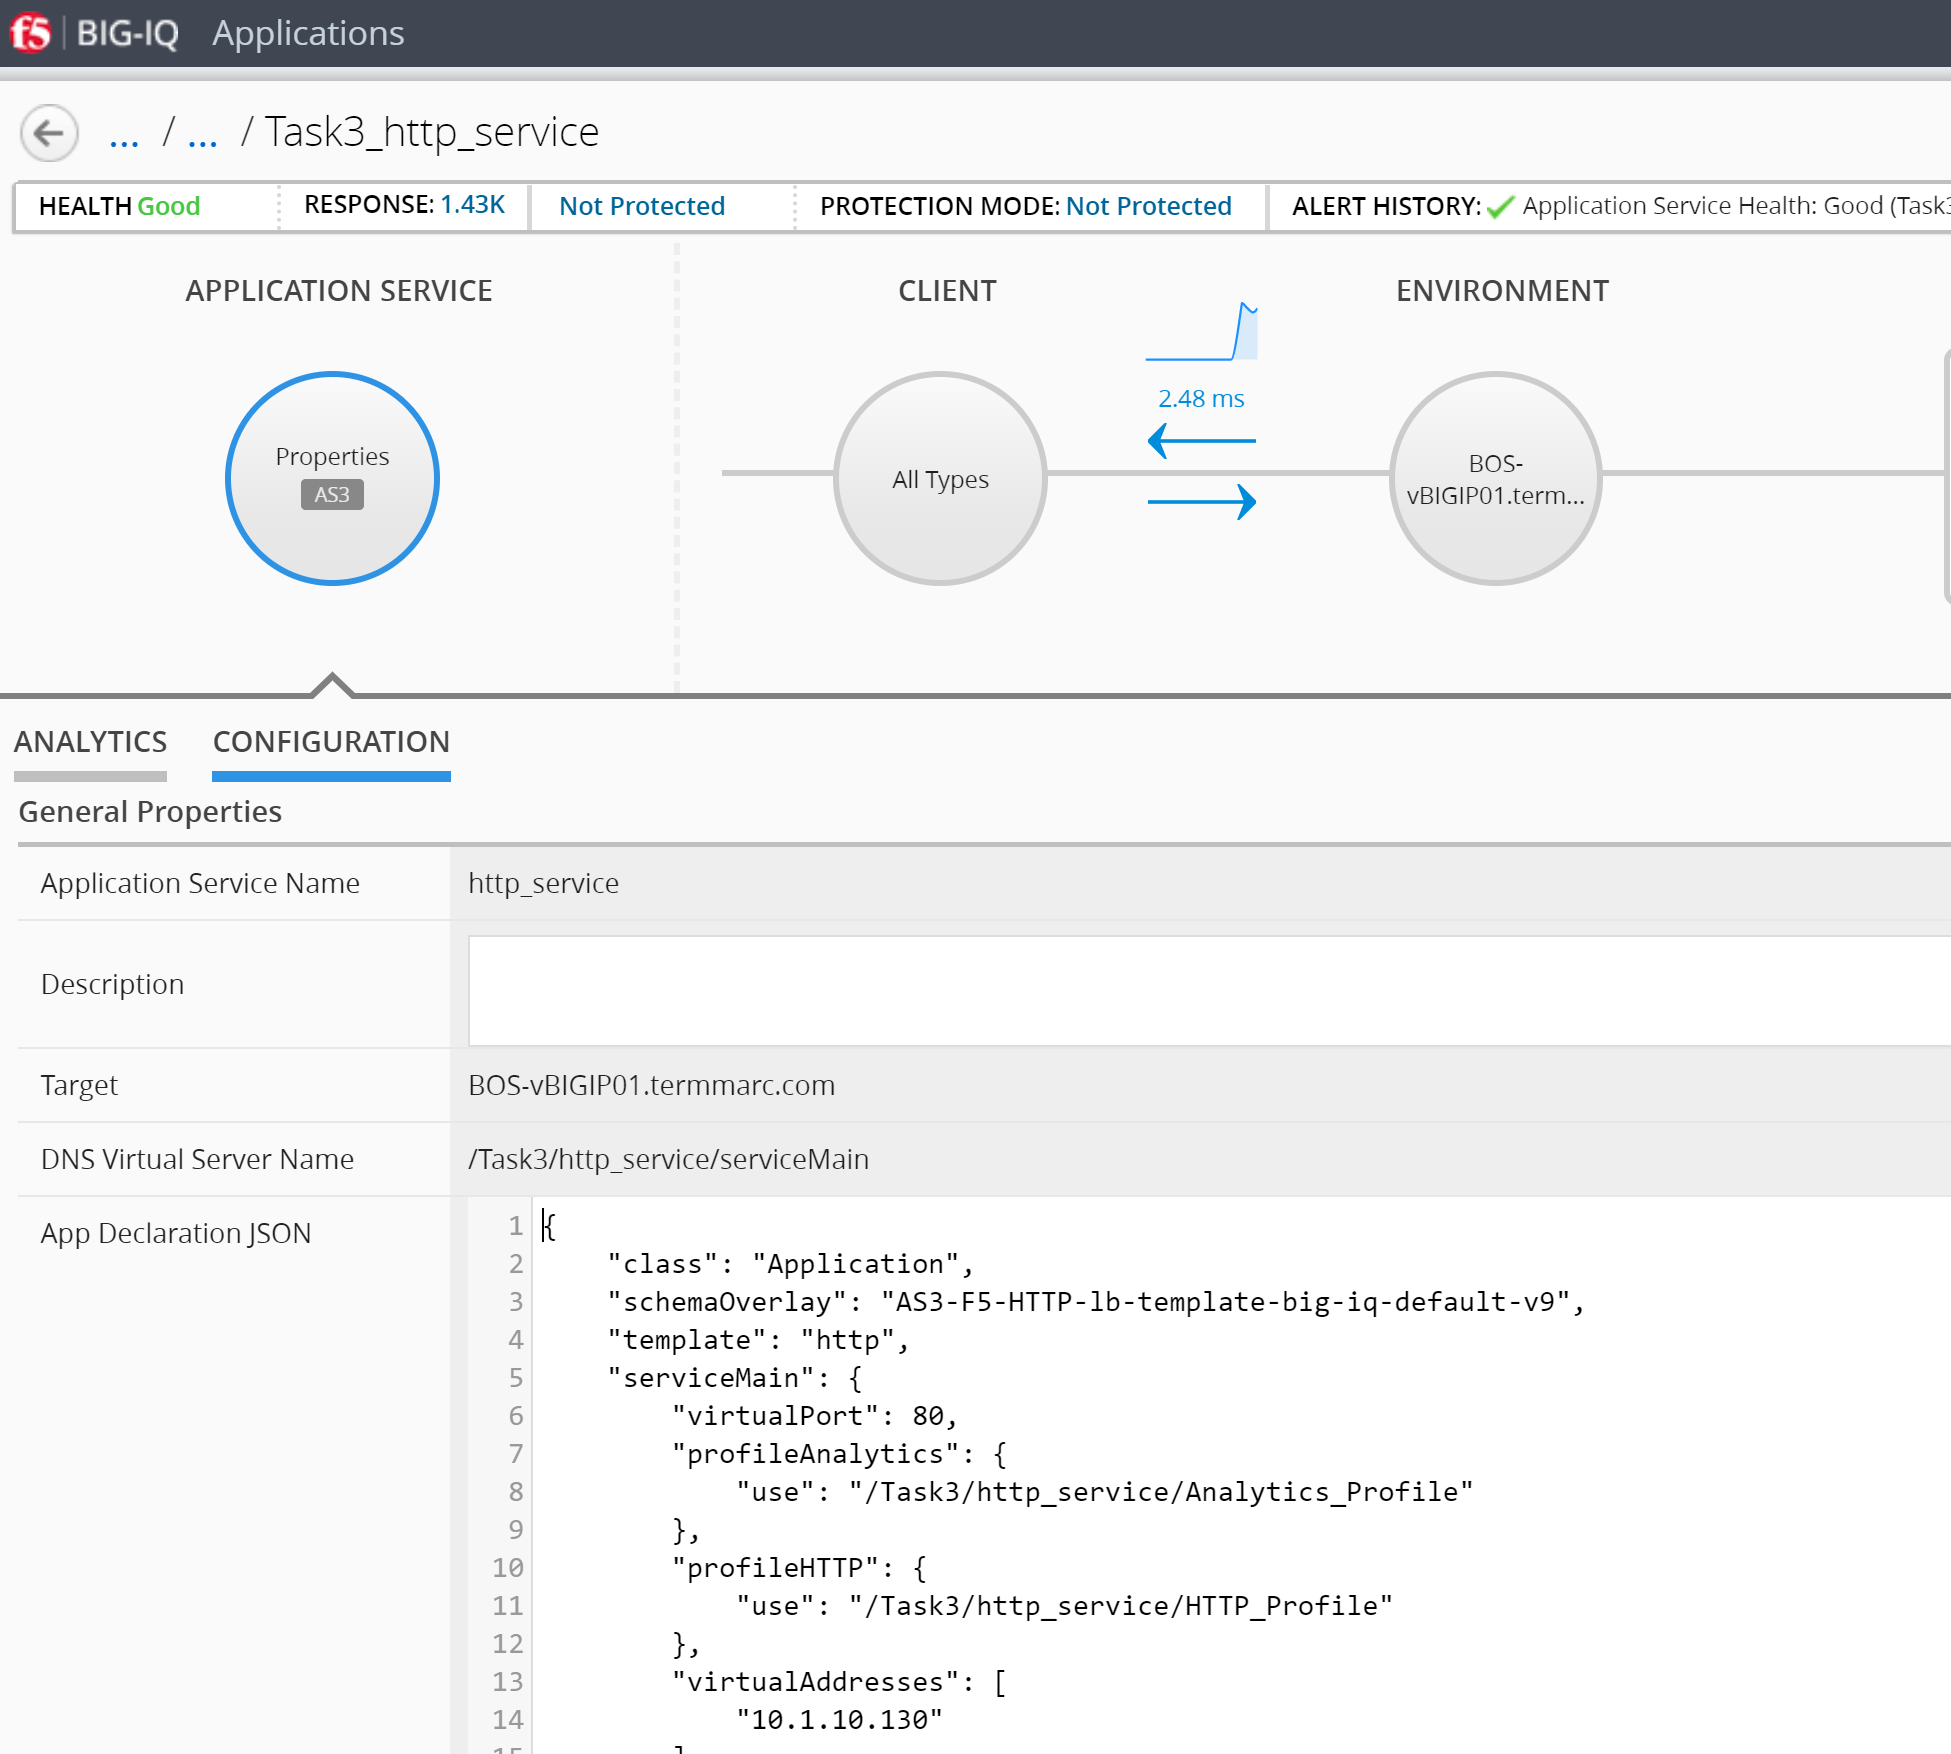 f5 BIG-IQ Applications
... / ... / Task3_http_service
HEALTH Good RESPONSE: 1.43K Not Protected PROTECTION MODE: Not Protected ALERT HISTORY: Application Service Health: Good (Task3
APPLICATION SERVICE CLIENT ENVIRONMENT
2.48 ms
Properties
AS3
All Types
BOS-
vBIGIP01.term...
ANALYTICS CONFIGURATION
General Properties
Application Service Name http_service
Description
Target BOS-vBIGIP01.termmarc.com
DNS Virtual Server Name /Task3/http_service/serviceMain
App Declaration JSON
1 {
2 "class": "Application",
3 "schemaOverlay": "AS3-F5-HTTP-lb-template-big-iq-default-v9",
4 "template": "http",
5 "serviceMain": {
6 "virtualPort": 80,
7 "profileAnalytics": {
8 "use": "/Task3/http_service/Analytics_Profile"
9 },
10 "profileHTTP": {
11 "use": "/Task3/http_service/HTTP_Profile"
12 },
13 "virtualAddresses": [
14 "10.1.10.130"